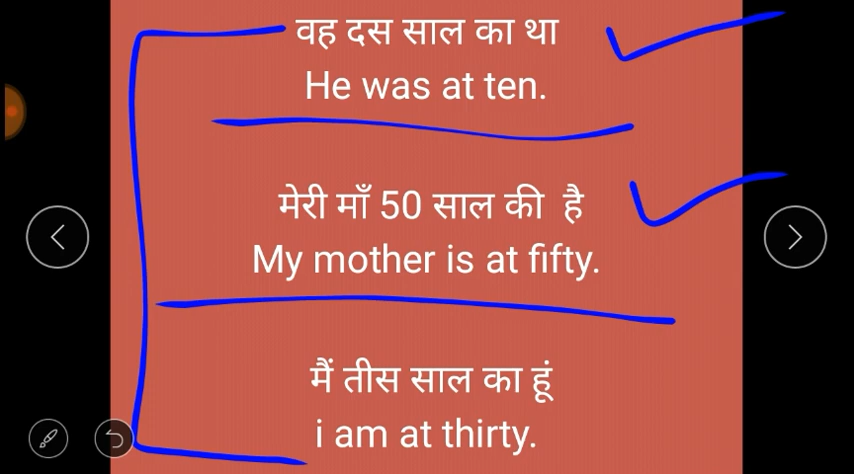 वह दस साल का था
He was at ten.
मेरी माँ 50 साल की है
My mother is at fifty.
मैं तीस साल का हूं
i am at thirty.